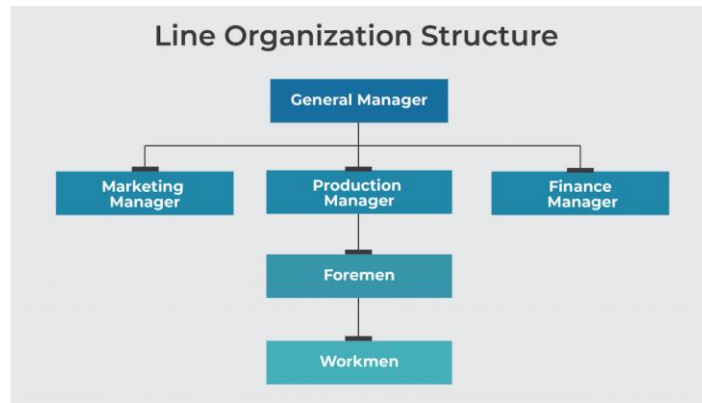 Line Organization Structure
General Manager
Marketing
Manager
Production
Manager
Finance
Manager
Foremen
Workmen